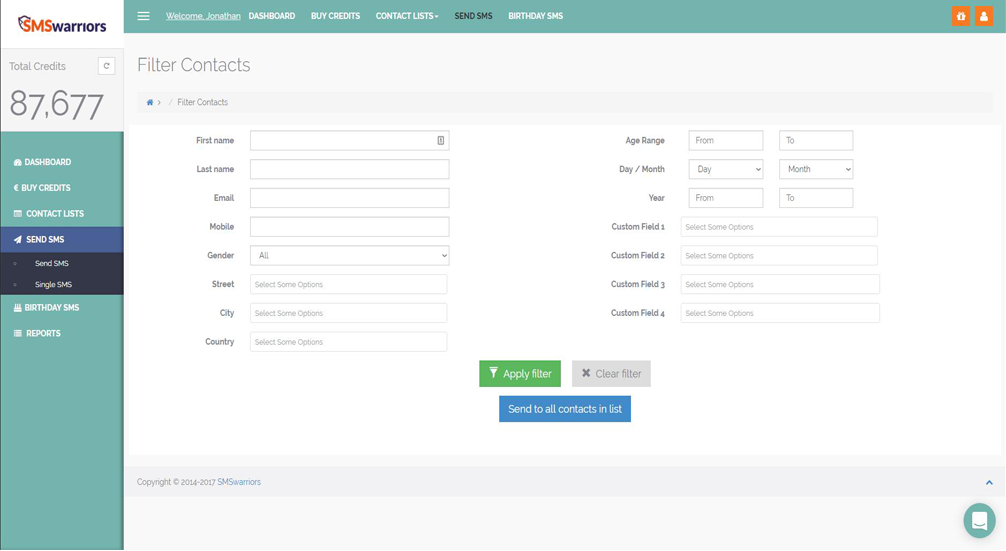 SMSwarriors
Welcome, Jonathan DASHBOARD BUY CREDITS CONTACT LISTS SEND SMS BIRTHDAY SMS
Total Credits
87,677
DASHBOARD
€ BUY CREDITS
CONTACT LISTS
SEND SMS
Send SMS
Single SMS
BIRTHDAY SMS
REPORTS
Filter Contacts
› / Filter Contacts
First name
Last name
Email
Mobile
Gender All
Street Select Some Options
City Select Some Options
Country Select Some Options
Age Range From To
Day / Month Day Month
Year From To
Custom Field 1 Select Some Options
Custom Field 2 Select Some Options
Custom Field 3 Select Some Options
Custom Field 4 Select Some Options
Apply filter Clear filter
Send to all contacts in list
Copyright © 2014-2017 SMSwarriors